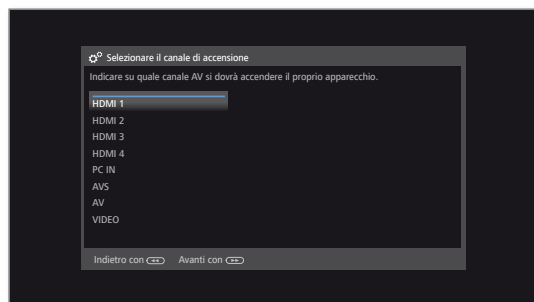 Selezionare il canale di accensione
Indicare su quale canale AV si dovrà accendere il proprio apparecchio.
HDMI 1
HDMI 2
HDMI 3
HDMI 4
PC IN
AVS
AV
VIDEO
Indietro con Avanti con